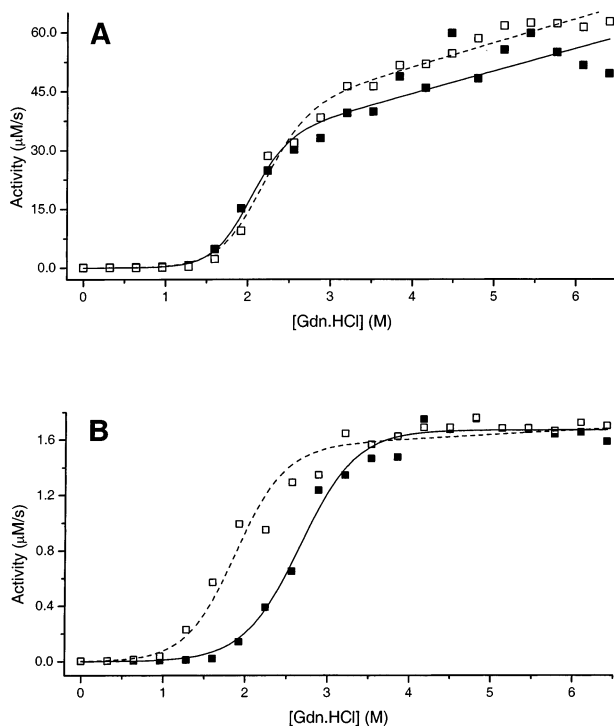 A
60.0
45.0
30.0
15.0
0.0
Activity (μM/s)
0 1 2 3 4 5 6
[Gdn.HCl] (M)
B
1.6
1.2
0.8
0.4
0.0
Activity (μM/s)
0 1 2 3 4 5 6
[Gdn.HCl] (M)